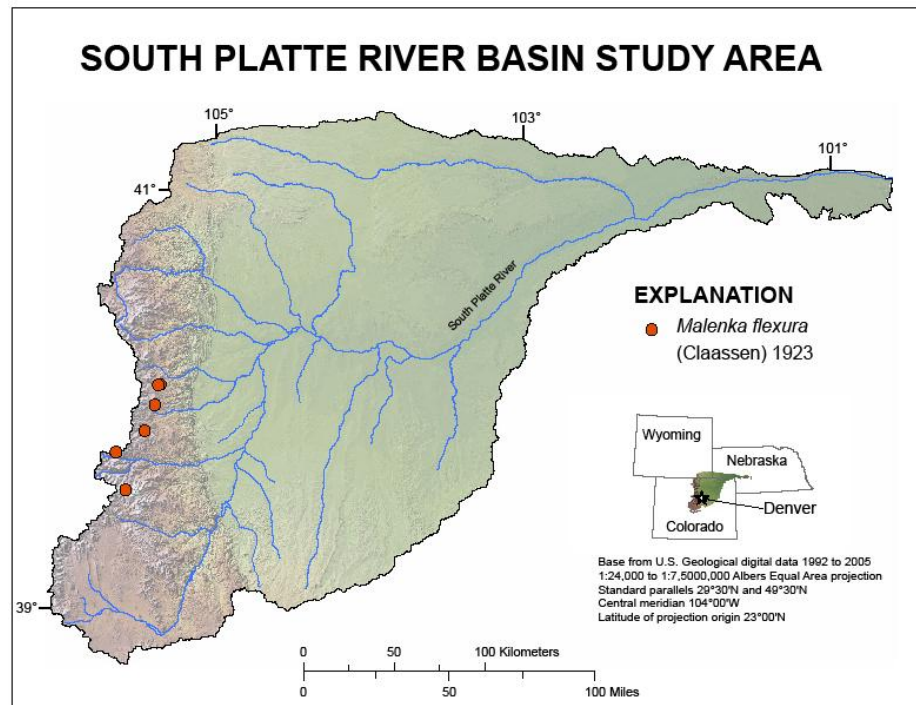 SOUTH PLATTE RIVER BASIN STUDY AREA
105°
103°
101°
41°
South Platte River
EXPLANATION
Malenka flexura
(Claassen) 1923
Wyoming
Nebraska
Denver
Colorado
Base from U.S. Geological digital data 1992 to 2005
1:24,000 to 1:7,5000,000 Albers Equal Area projection
Standard parallels 29°30'N and 49°30'N
Central meridian 104°00'W
Latitude of projection origin 23°00'N
39°
0 50 100 Kilometers
0 50 100 Miles